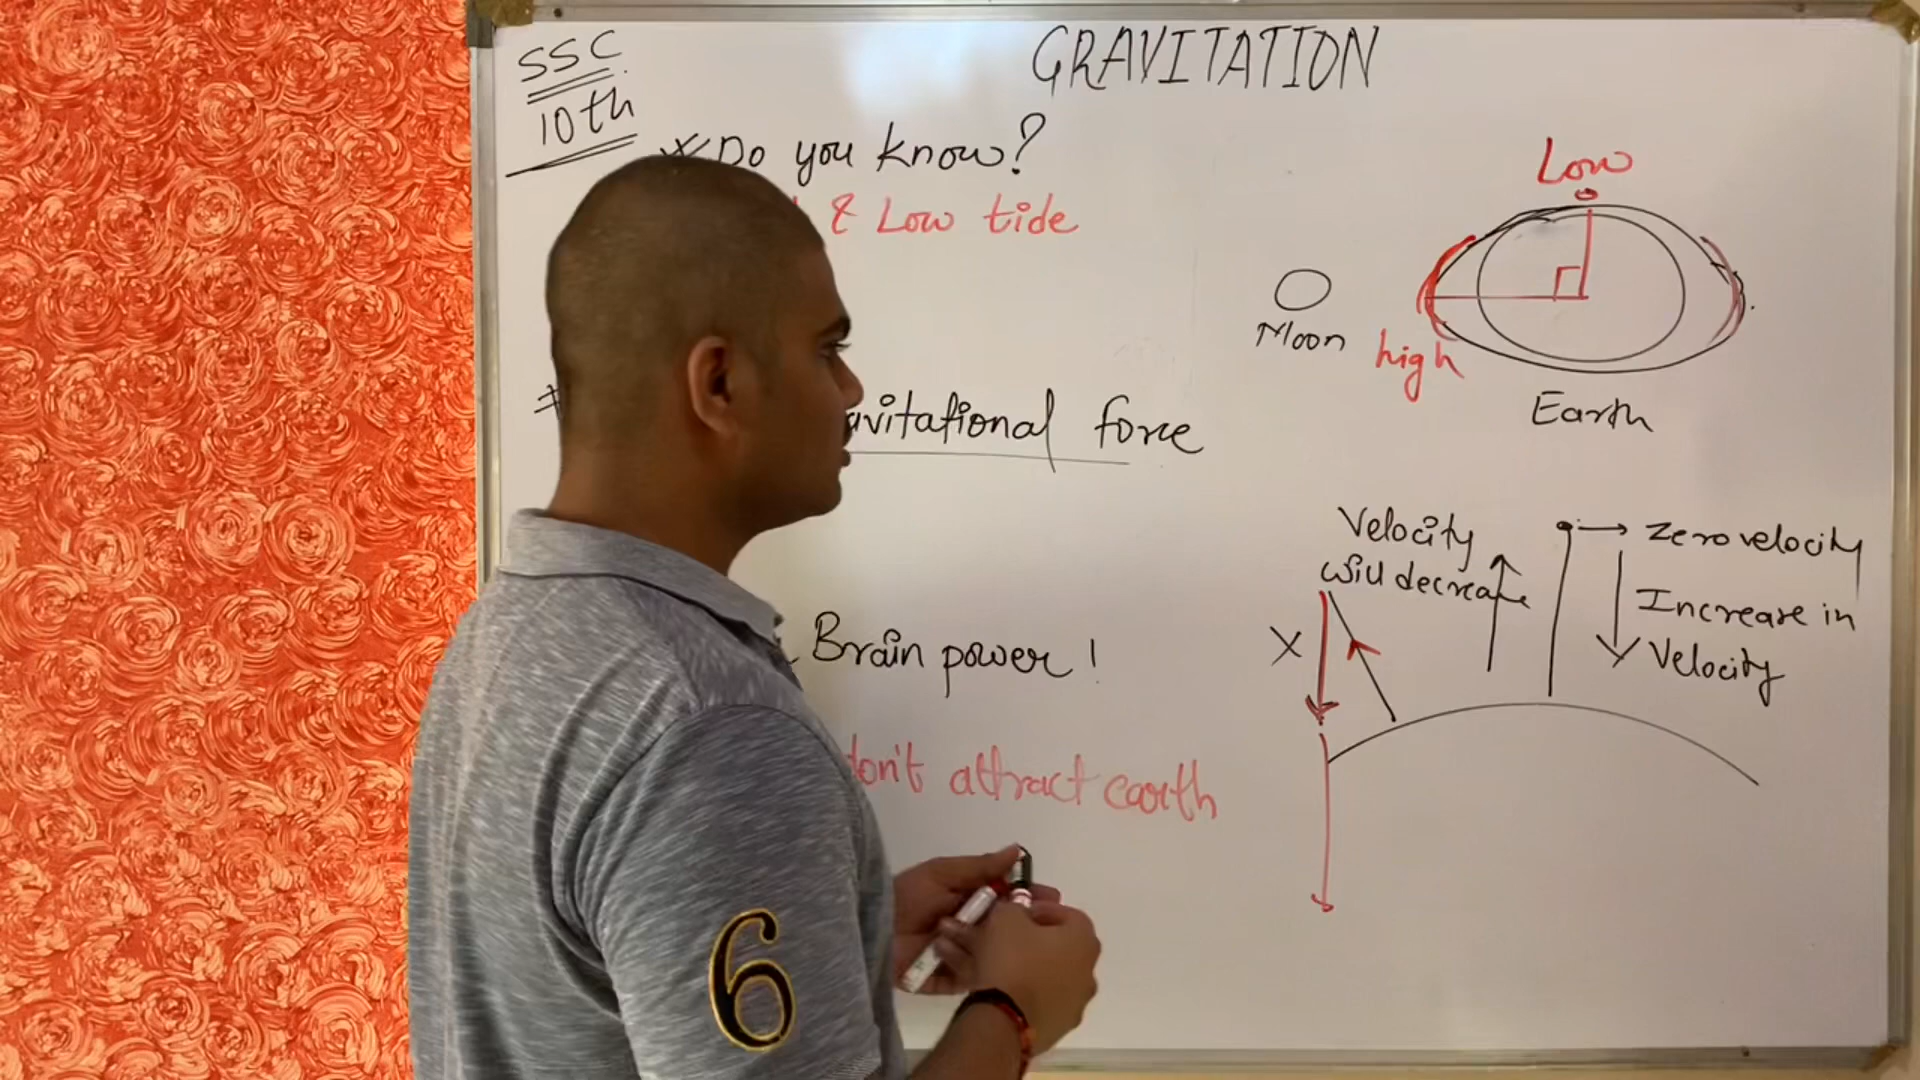 SSC
10th
GRAVITATION
Do you know?
& Low tide
Low
Moon
high
Earth
avitational force
Velocity
will decrease
Zero velocity
Increase in
Velocity
X
Brain power!
don't attract earth
6